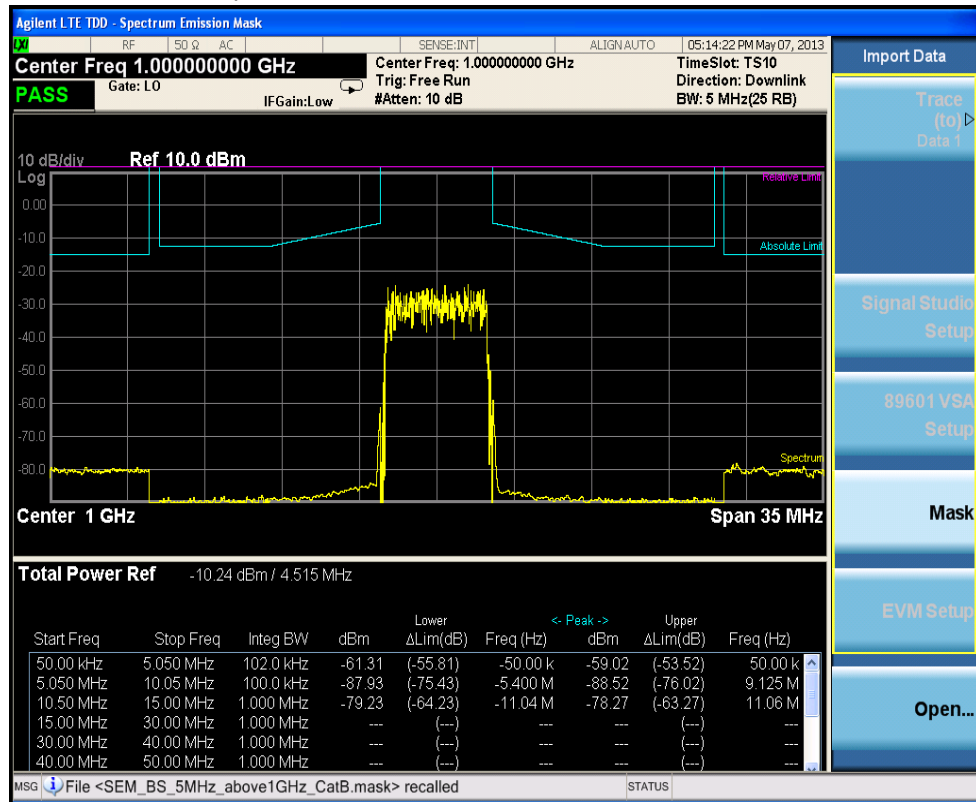 Agilent LTE TDD - Spectrum Emission Mask
LXI RF 50 Ω AC SENSE:INT ALIGN AUTO 05:14:22 PM May 07, 2013
Center Freq 1.000000000 GHz
Center Freq: 1.000000000 GHz
TimeSlot: TS10
Gate: LO
Trig: Free Run
Direction: Downlink
PASS
IFGain:Low
#Atten: 10 dB
BW: 5 MHz(25 RB)
10 dB/div Ref 10.0 dBm
Log
Relative Limit
0.00
-10.0
Absolute Limit
-20.0
-30.0
-40.0
-50.0
-60.0
-70.0
Spectrum
-80.0
Center 1 GHz Span 35 MHz
Total Power Ref -10.24 dBm / 4.515 MHz
Lower <- Peak -> Upper
Start Freq Stop Freq Integ BW dBm ΔLim(dB) Freq (Hz) dBm ΔLim(dB) Freq (Hz)
50.00 kHz 5.050 MHz 102.0 kHz -61.31 (-55.81) -50.00 k -59.02 (-53.52) 50.00 k
5.050 MHz 10.05 MHz 100.0 kHz -87.93 (-75.43) -5.400 M -88.52 (-76.02) 9.125 M
10.50 MHz 15.00 MHz 1.000 MHz -79.23 (-64.23) -11.04 M -78.27 (-63.27) 11.06 M
15.00 MHz 30.00 MHz 1.000 MHz --- (---) --- --- (---) ---
30.00 MHz 40.00 MHz 1.000 MHz --- (---) --- --- (---) ---
40.00 MHz 50.00 MHz 1.000 MHz --- (---) --- --- (---) ---
MSG File <SEM_BS_5MHz_above1GHz_CatB.mask> recalled STATUS
Import Data
Trace
(to)
Data 1
Signal Studio
Setup
89601 VSA
Setup
Mask
EVM Setup
Open...